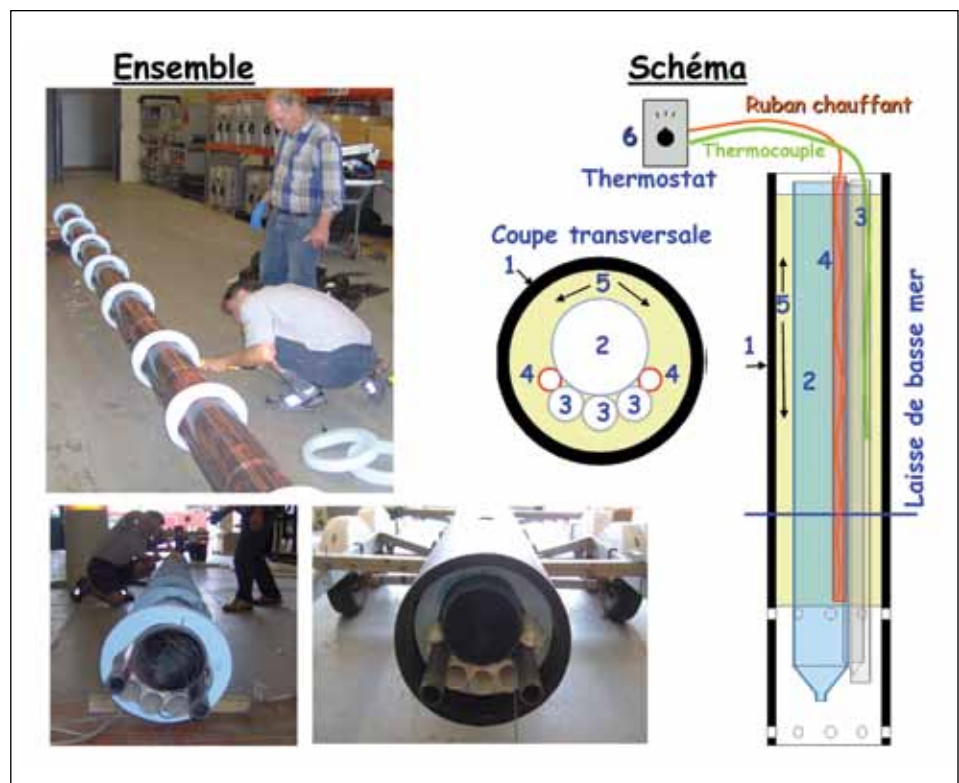 Ensemble
Schéma
Ruban chauffant
6
Thermocouple
Thermostat
Coupe transversale
1
5
2
4
4
3
3
3
3
4
5
1
2
Laisse de basse mer